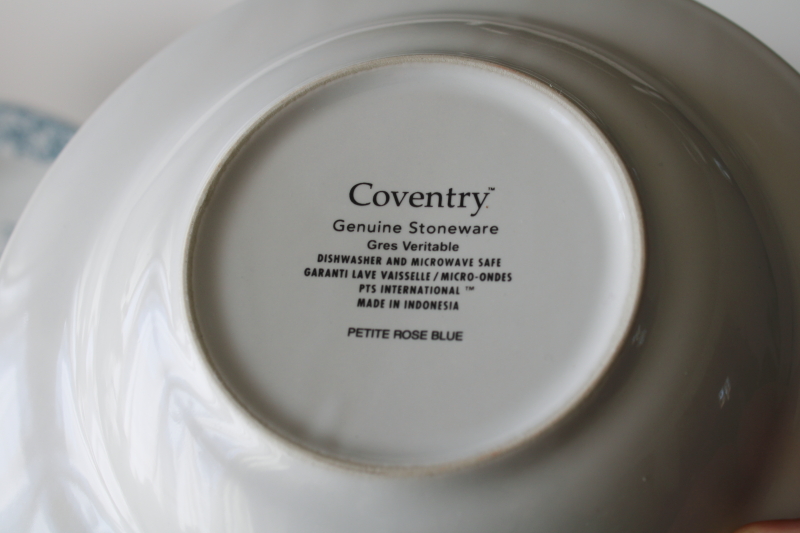 Coventry™
Genuine Stoneware
Gres Veritable
DISHWASHER AND MICROWAVE SAFE
GARANTI LAVE VAISSELLE / MICRO-ONDES
PTS INTERNATIONAL ™
MADE IN INDONESIA
PETITE ROSE BLUE